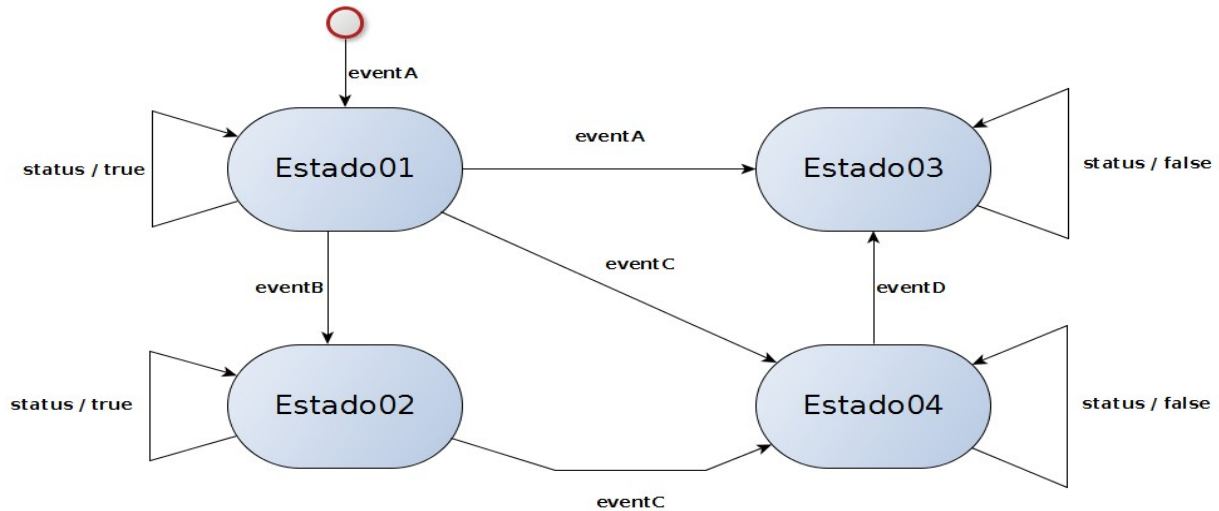 eventA
eventA
Estado01
Estado03
status / true
status / false
eventC
eventB
eventD
Estado02
Estado04
status / true
status / false
eventC